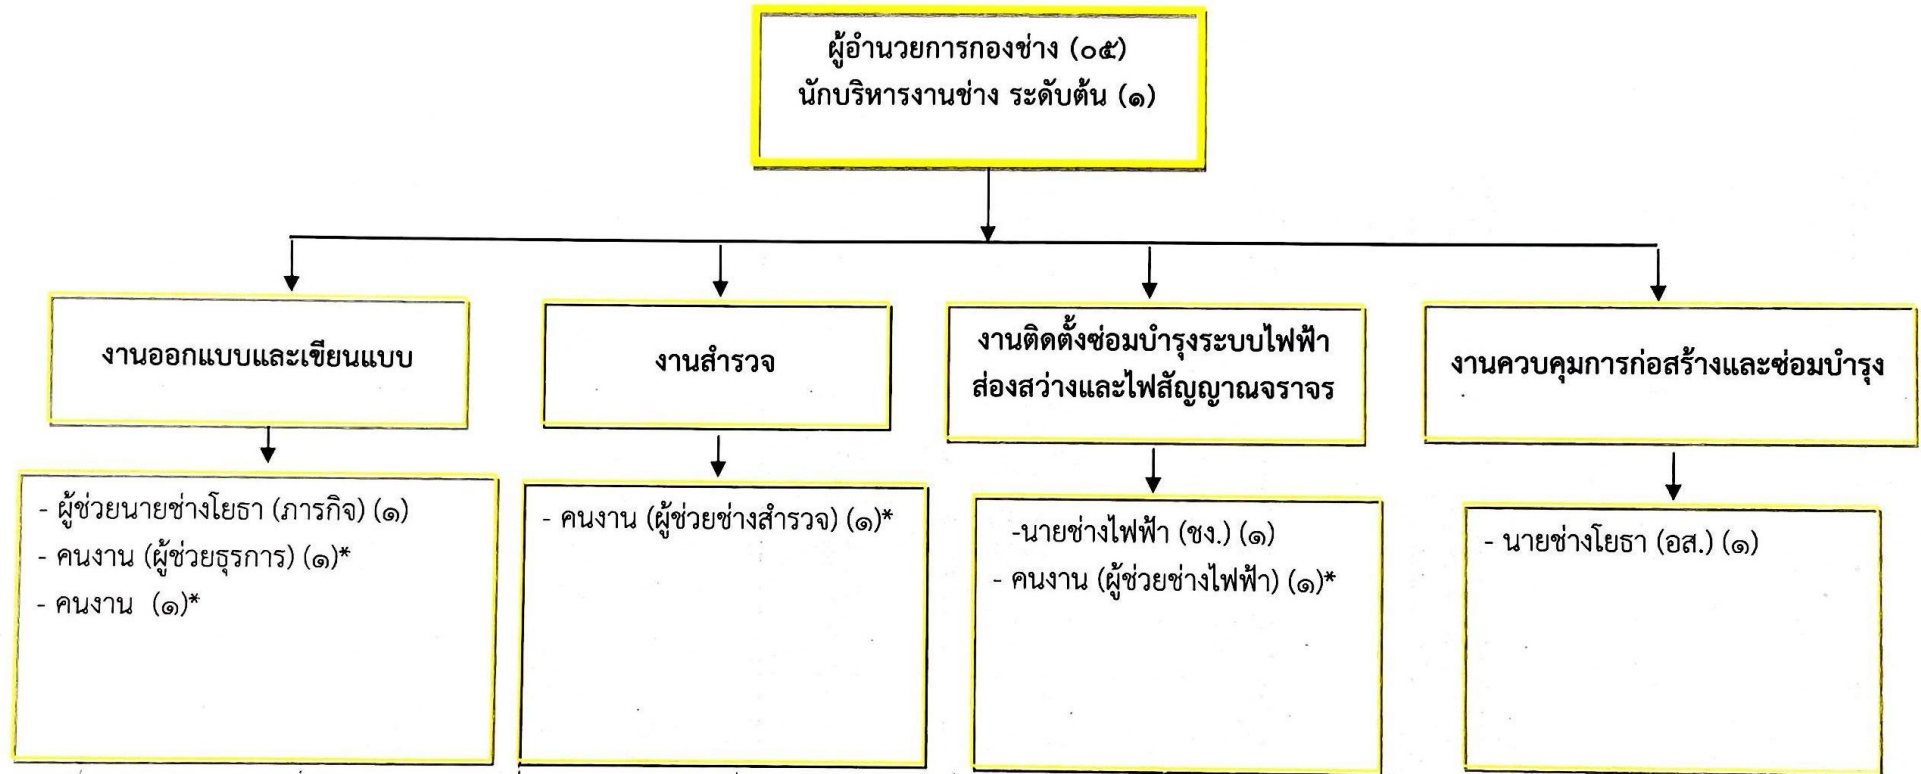 ผู้อำนวยการกองช่าง (๐๕)
นักบริหารงานช่าง ระดับต้น (๑)
งานออกแบบและเขียนแบบ
งานสำรวจ
งานติดตั้งซ่อมบำรุงระบบไฟฟ้า
ส่องสว่างและไฟสัญญาณจราจร
งานควบคุมการก่อสร้างและซ่อมบำรุง
- ผู้ช่วยนายช่างโยธา (ภารกิจ) (๑)
- คนงาน (ผู้ช่วยธุรการ) (๑)*
- คนงาน (๑)*
- คนงาน (ผู้ช่วยช่างสำรวจ) (๑)*
-นายช่างไฟฟ้า (ชง.) (๑)
- คนงาน (ผู้ช่วยช่างไฟฟ้า) (๑)*
- นายช่างโยธา (อส.) (๑)